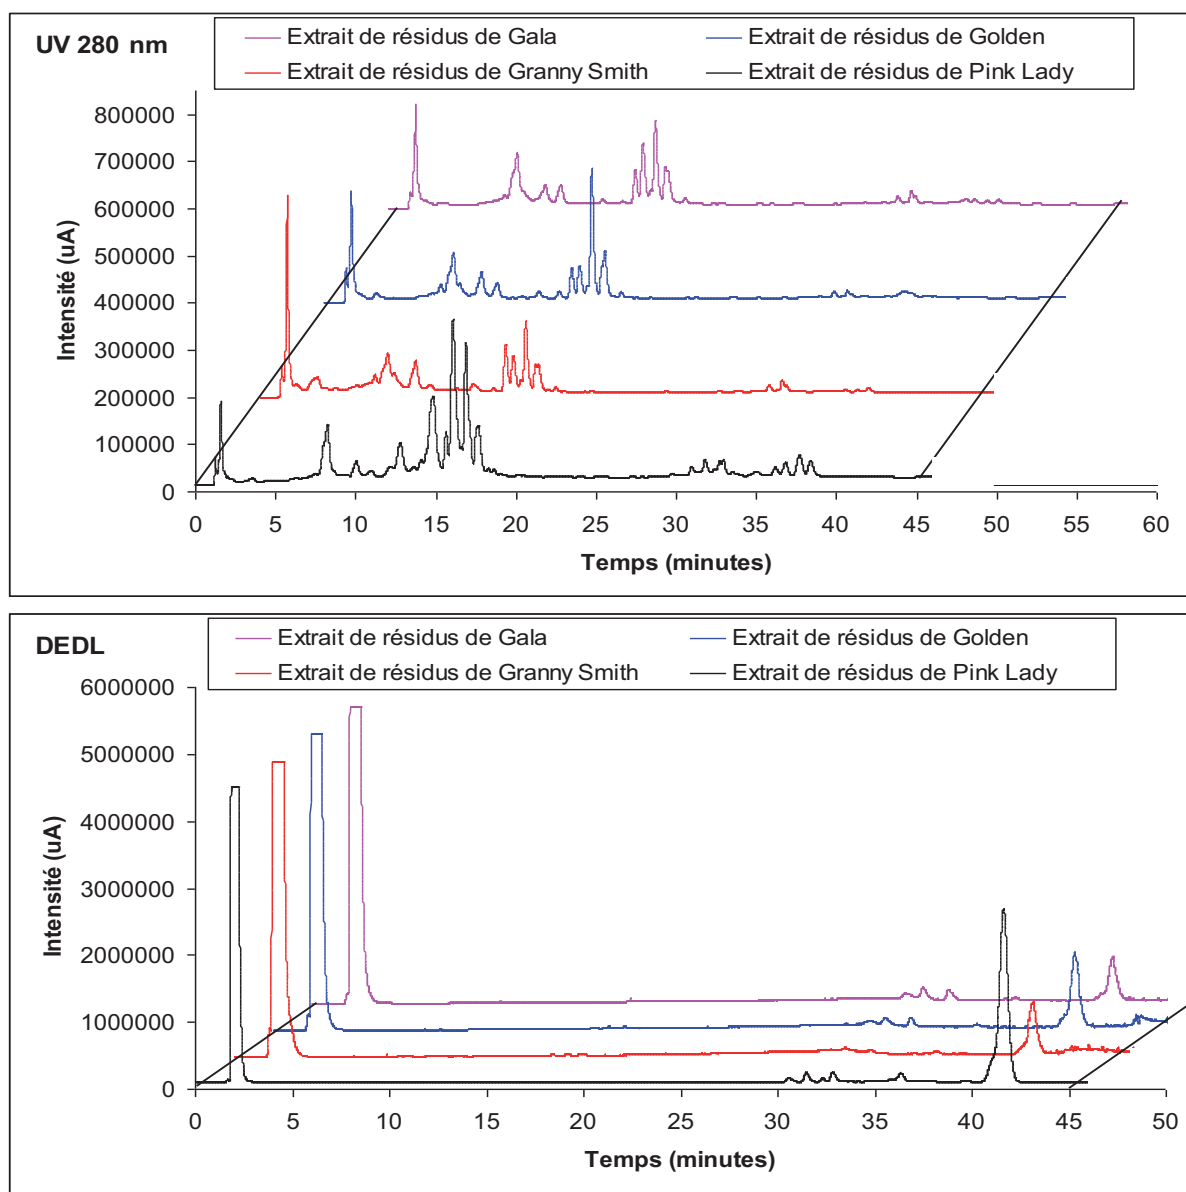 UV 280 nm
Extrait de résidus de Gala
Extrait de résidus de Golden
Extrait de résidus de Granny Smith
Extrait de résidus de Pink Lady
Intensité (uA)
800000
700000
600000
500000
400000
300000
200000
100000
0
0 5 10 15 20 25 30 35 40 45 50 55 60
Temps (minutes)
DEDL
Extrait de résidus de Gala
Extrait de résidus de Golden
Extrait de résidus de Granny Smith
Extrait de résidus de Pink Lady
Intensité (uA)
6000000
5000000
4000000
3000000
2000000
1000000
0
0 5 10 15 20 25 30 35 40 45 50
Temps (minutes)